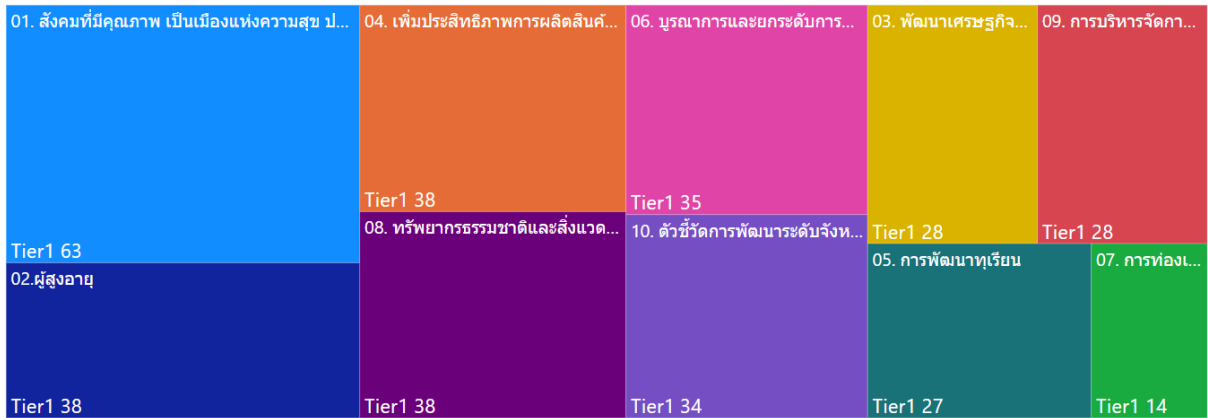 01. สังคมที่มีคุณภาพ เป็นเมืองแห่งความสุข ป...
Tier1 63
02.ผู้สูงอายุ
Tier1 38
04. เพิ่มประสิทธิภาพการผลิตสินค้...
Tier1 38
08. ทรัพยากรธรรมชาติและสิ่งแวด...
Tier1 38
06. บูรณาการและยกระดับการ...
Tier1 35
10. ตัวชี้วัดการพัฒนาระดับจังห...
Tier1 34
03. พัฒนาเศรษฐกิจ...
Tier1 28
09. การบริหารจัดกา...
Tier1 28
05. การพัฒนาทุเรียน
Tier1 27
07. การท่องเ...
Tier1 14